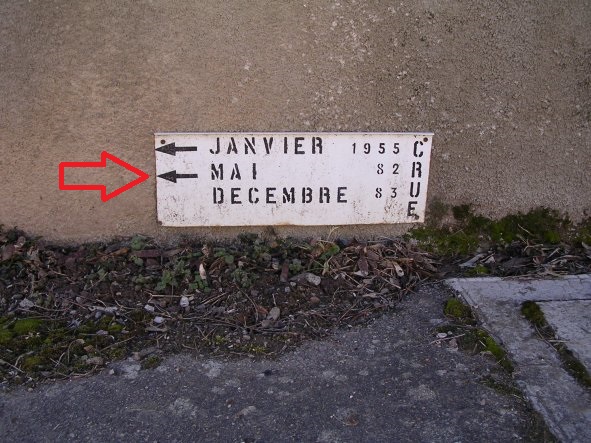 JANVIER 1955
MAI 82
DECEMBRE 83
CRUE